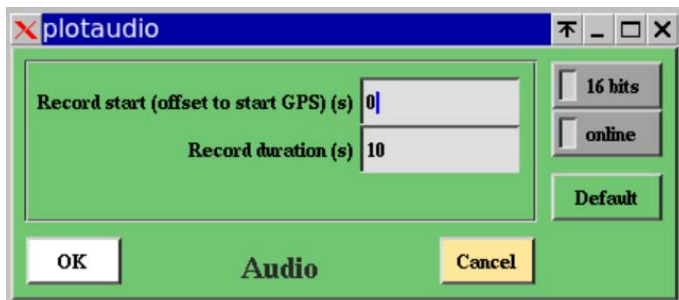 plotaudio
Record start (offset to start GPS) (s) 0
16 bits
Record duration (s) 10
online
Default
OK
Audio
Cancel